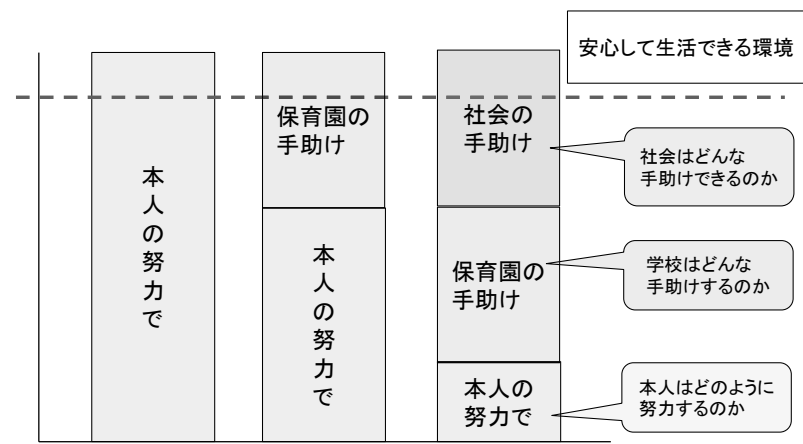 安心して生活できる環境
本人の努力で
保育園の
手助け
本人の努力で
社会の
手助け
保育園の
手助け
本人の
努力で
社会はどんな
手助けできるのか
学校はどんな
手助けするのか
本人はどのように
努力するのか